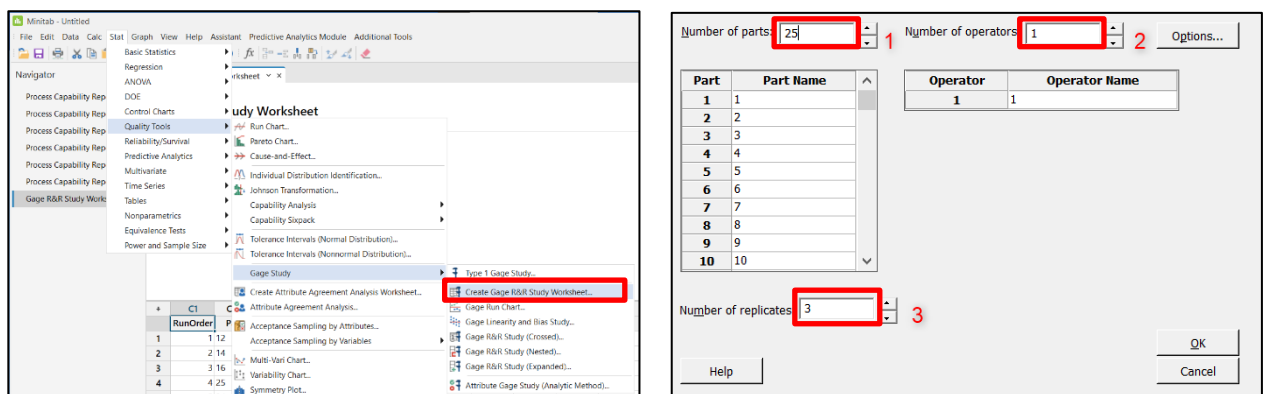 Minitab - Untitled
File Edit Data Calc Stat Graph View Help Assistant Predictive Analytics Module Additional Tools
Navigator
Process Capability Rep
Process Capability Rep
Process Capability Rep
Process Capability Rep
Process Capability Rep
Process Capability Rep
Gage R&R Study Works
Basic Statistics
Regression
ANOVA
DOE
Control Charts
Quality Tools
Reliability/Survival
Predictive Analytics
Multivariate
Time Series
Tables
Nonparametrics
Equivalence Tests
Power and Sample Size
orksheet
udy Worksheet
Run Chart...
Pareto Chart...
Cause-and-Effect...
Individual Distribution Identification...
Johnson Transformation...
Capability Analysis
Capability Sixpack
Tolerance Intervals (Normal Distribution)...
Tolerance Intervals (Nonnormal Distribution)...
Gage Study
Create Attribute Agreement Analysis Worksheet...
Attribute Agreement Analysis...
Acceptance Sampling by Attributes...
Acceptance Sampling by Variables
Multi-Vari Chart...
Variability Chart...
Symmetry Plot...
Type 1 Gage Study...
Create Gage R&R Study Worksheet...
Gage Run Chart...
Gage Linearity and Bias Study...
Gage R&R Study (Crossed)...
Gage R&R Study (Nested)...
Gage R&R Study (Expanded)...
Attribute Gage Study (Analytic Method)...
C1 C
RunOrder P
1 1 12
2 2 14
3 3 16
4 4 25
Number of parts: 25 1 Number of operators 1 2 Options...
Part Part Name
1 1
2 2
3 3
4 4
5 5
6 6
7 7
8 8
9 9
10 10
Operator Operator Name
1 1
Number of replicates 3 3
OK
Help Cancel